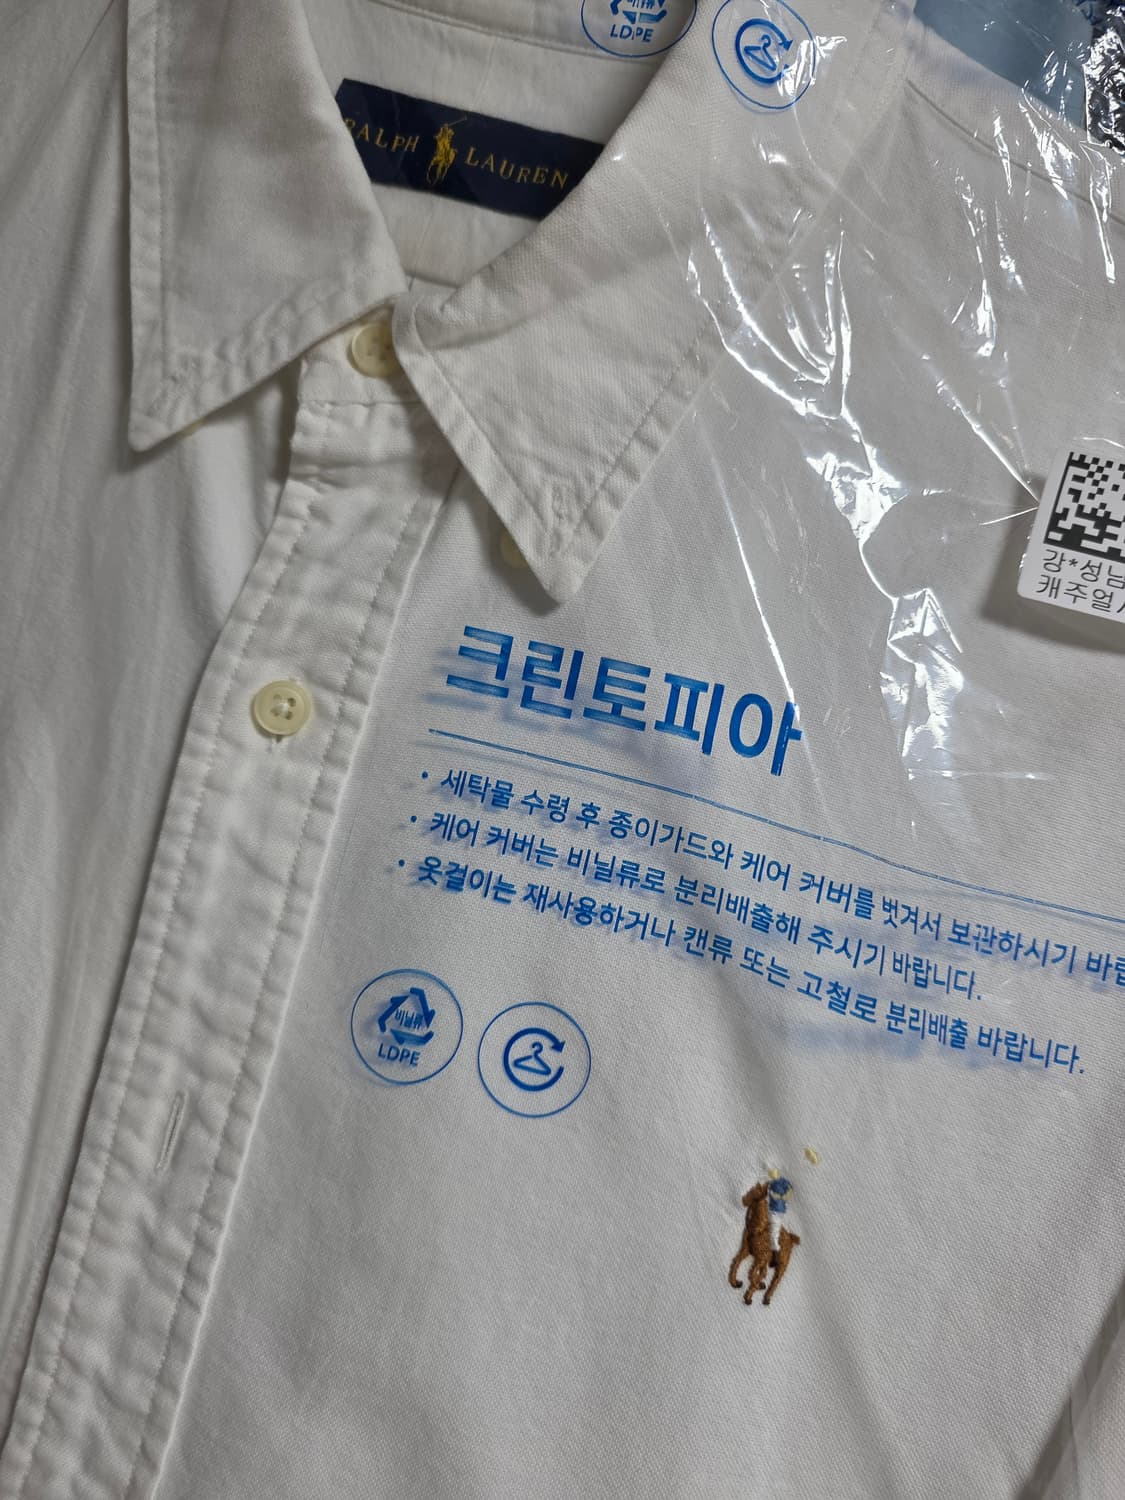 비닐류
LDPE
RALPH LAUREN
강*성남
캐주얼
크린토피아
• 세탁물 수령 후 종이가드와 케어 커버를 벗겨서 보관하시기 바랍
• 케어 커버는 비닐류로 분리배출해 주시기 바랍니다.
• 옷걸이는 재사용하거나 캔류 또는 고철로 분리배출 바랍니다.
비닐류
LDPE